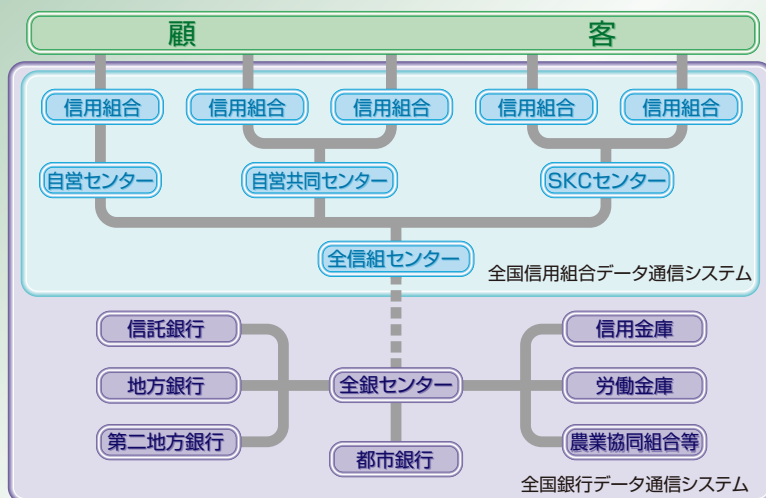 顧客
信用組合
信用組合
信用組合
信用組合
信用組合
自営センター
自営共同センター
SKCセンター
全信組センター
全国信用組合データ通信システム
信託銀行
信用金庫
地方銀行
全銀センター
労働金庫
第二地方銀行
都市銀行
農業協同組合等
全国銀行データ通信システム